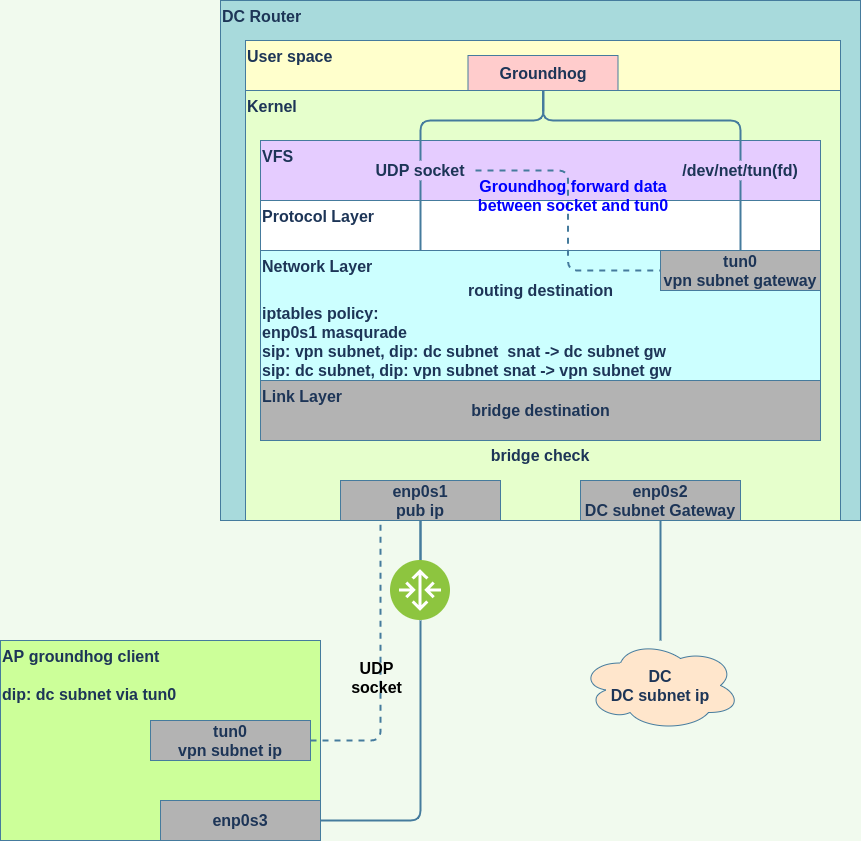 DC Router
User space
Groundhog
Kernel
VFS
UDP socket
/dev/net/tun(fd)
Groundhog forward data
between socket and tun0
Protocol Layer
Network Layer
tun0
vpn subnet gateway
routing destination
iptables policy:
enp0s1 masqurade
sip: vpn subnet, dip: dc subnet  snat -> dc subnet gw
sip: dc subnet, dip: vpn subnet snat -> vpn subnet gw
Link Layer
bridge destination
bridge check
enp0s1
pub ip
enp0s2
DC subnet Gateway
AP groundhog client
dip: dc subnet via tun0
UDP
socket
DC
DC subnet ip
tun0
vpn subnet ip
enp0s3